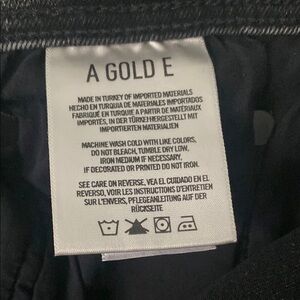 A GOLD E
MADE IN TURKEY OF IMPORTED MATERIALS
HECHO EN TURQUIA DE MATERIALES IMPORTADOS
FABRIQUÉ EN TURQUIE A PARTIR DE MATÉRIAUX
IMPORTÉS, IN DER TÜRKEI HERGESTELLT MIT
IMPORTIERTEN MATERIALIEN
MACHINE WASH COLD WITH LIKE COLORS,
DO NOT BLEACH, TUMBLE DRY LOW,
IRON MEDIUM IF NECESSARY.
IF DECORATED OR PRINTED DO NOT IRON.
SEE CARE ON REVERSE, VEA EL CUIDADO EN EL
REVERSO, VOIR LES INSTRUCTIONS D'ENTRETIEN
SUR L'ENVERS, PFLEGEANLEITUNG AUF DER
RÜCKSEITE